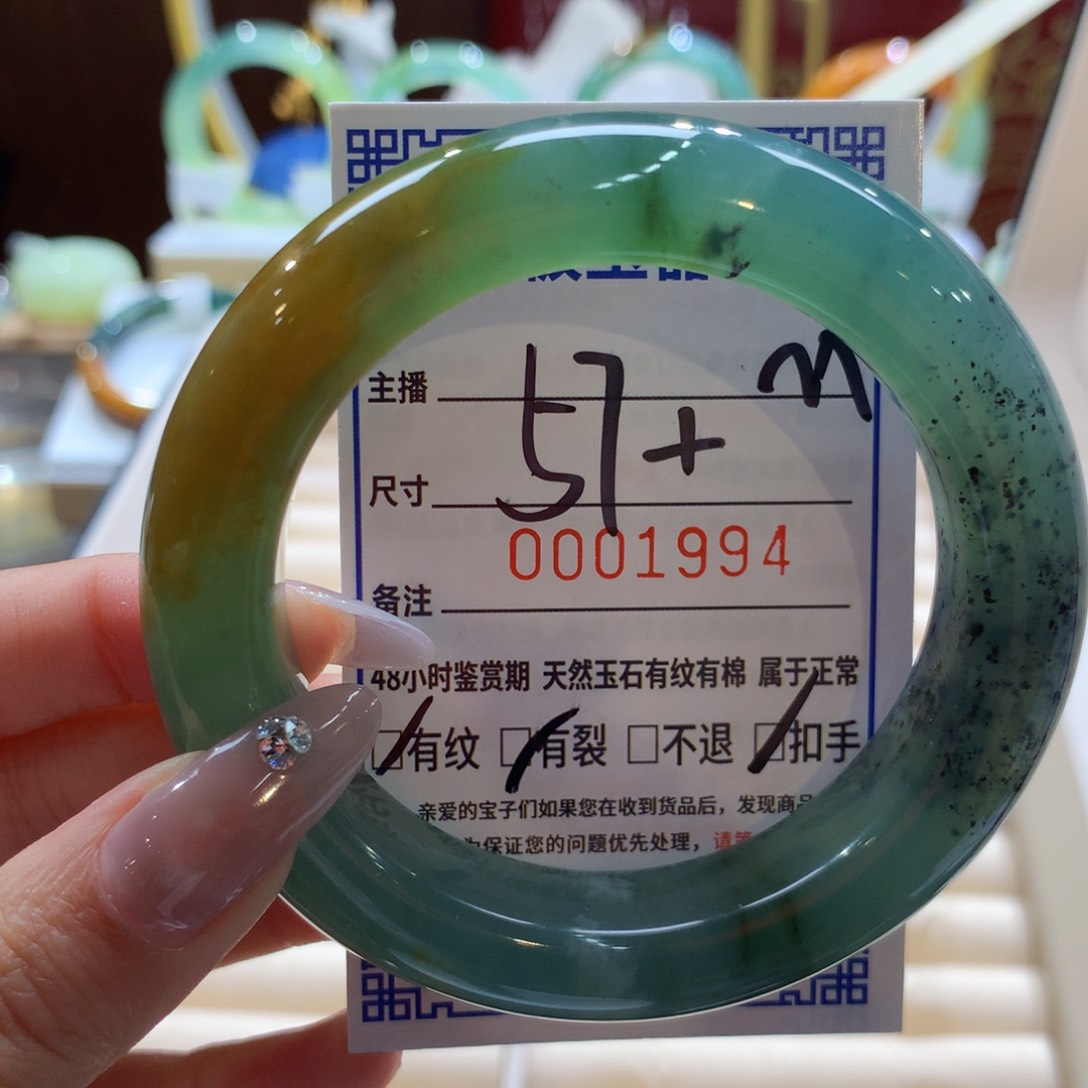 主播
57+ m
尺寸
0001994
备注
48小时鉴赏期 天然玉石有纹有棉 属于正常
□有纹 □有裂 □不退 □扣手
亲爱的宝子们如果您在收到货品后，发现商品
保证您的问题优先处理，请